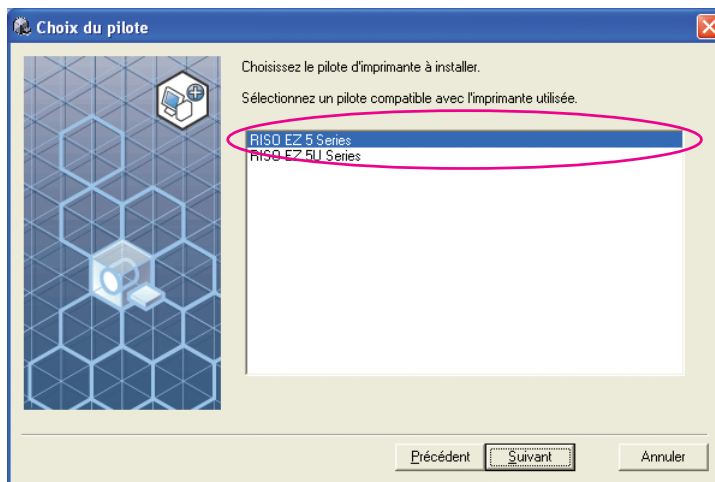 Choix du pilote
Choisissez le pilote d'imprimante à installer.
Sélectionnez un pilote compatible avec l'imprimante utilisée.
RISO EZ 5 Series
RISO EZ 5U Series
Précédent Suivant Annuler